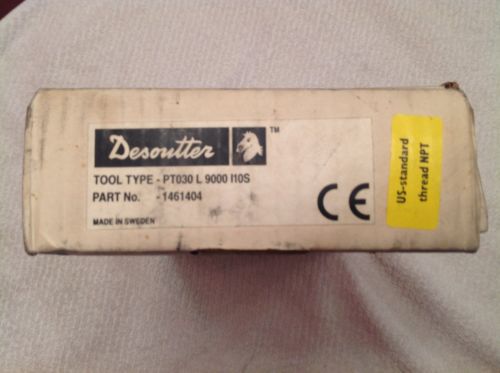 Desoutter
TM
TOOL TYPE - PT030 L 9000 I10S
PART No. - 1461404
MADE IN SWEDEN
CE
US-standard
thread NPT